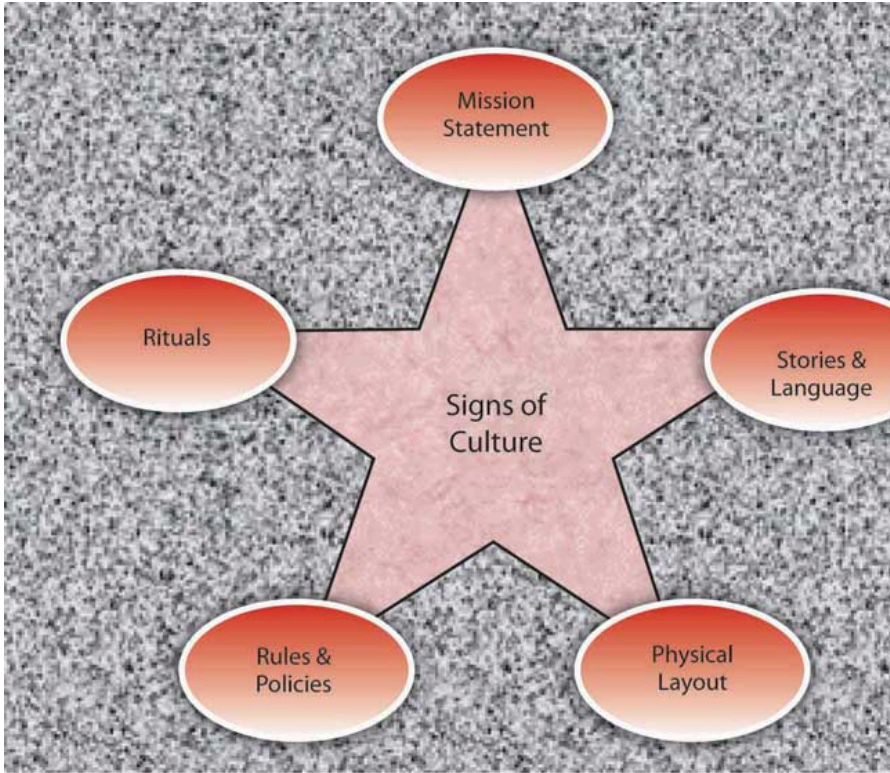 Mission
Statement
Rituals
Stories &
Language
Signs of
Culture
Rules &
Policies
Physical
Layout